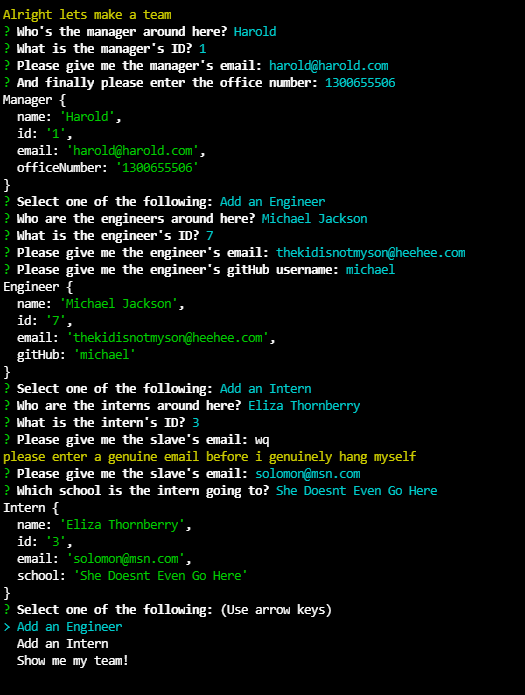 Alright lets make a team
? Who's the manager around here? Harold
? What is the manager's ID? 1
? Please give me the manager's email: harold@harold.com
? And finally please enter the office number: 1300655506
Manager {
  name: 'Harold',
  id: '1',
  email: 'harold@harold.com',
  officeNumber: '1300655506'
}
? Select one of the following: Add an Engineer
? Who are the engineers around here? Michael Jackson
? What is the engineer's ID? 7
? Please give me the engineer's email: thekidisnotmyson@heehee.com
? Please give me the engineer's gitHub username: michael
Engineer {
  name: 'Michael Jackson',
  id: '7',
  email: 'thekidisnotmyson@heehee.com',
  gitHub: 'michael'
}
? Select one of the following: Add an Intern
? Who are the interns around here? Eliza Thornberry
? What is the intern's ID? 3
? Please give me the slave's email: wq
please enter a genuine email before i genuinely hang myself
? Please give me the slave's email: solomon@msn.com
? Which school is the intern going to? She Doesnt Even Go Here
Intern {
  name: 'Eliza Thornberry',
  id: '3',
  email: 'solomon@msn.com',
  school: 'She Doesnt Even Go Here'
}
? Select one of the following: (Use arrow keys)
> Add an Engineer
  Add an Intern
  Show me my team!